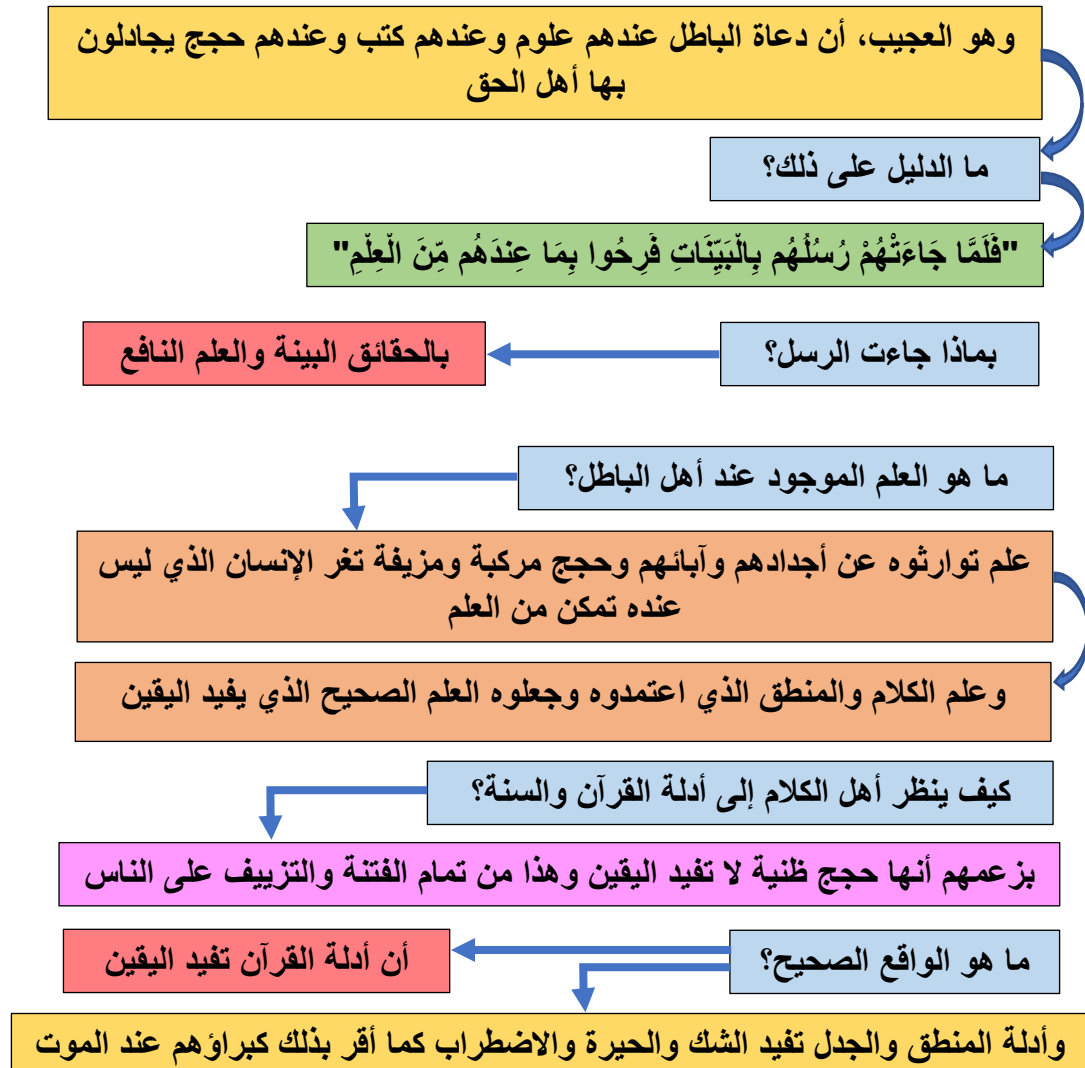 وهو العجيب، أن دعاة الباطل عندهم علوم وعندهم كتب وعندهم حجج يجادلون
بها أهل الحق
ما الدليل على ذلك؟
"فَلَمَّا جَاءَتْهُمْ رُسُلُهُم بِالْبَيِّنَاتِ فَرِحُوا بِمَا عِندَهُم مِّنَ الْعِلْمِ"
بماذا جاءت الرسل؟
بالحقائق البينة والعلم النافع
ما هو العلم الموجود عند أهل الباطل؟
علم توارثوه عن أجدادهم وآبائهم وحجج مركبة ومزيفة تغر الإنسان الذي ليس
عنده تمكن من العلم
وعلم الكلام والمنطق الذي اعتمدوه وجعلوه العلم الصحيح الذي يفيد اليقين
كيف ينظر أهل الكلام إلى أدلة القرآن والسنة؟
بزعمهم أنها حجج ظنية لا تفيد اليقين وهذا من تمام الفتنة والتزييف على الناس
ما هو الواقع الصحيح؟
أن أدلة القرآن تفيد اليقين
وأدلة المنطق والجدل تفيد الشك والحيرة والاضطراب كما أقر بذلك كبراؤهم عند الموت